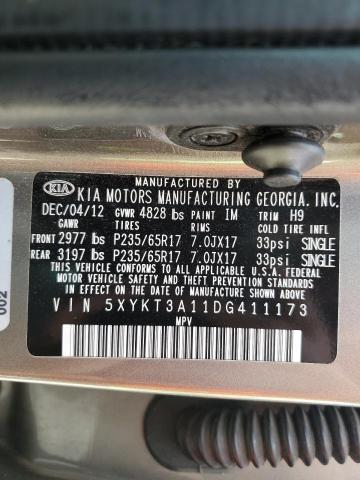 MANUFACTURED BY
KIA KIA MOTORS MANUFACTURING GEORGIA. INC.
DEC/04/12 GVWR 4828 lbs PAINT IM TRIM H9
GAWR TIRES RIMS COLD TIRE INFL
FRONT 2977 lbs P235/65R17 7.0JX17 33psi SINGLE
REAR 3197 lbs P235/65R17 7.0JX17 33psi SINGLE
THIS VEHICLE CONFORMS TO ALL APPLICABLE FEDERAL MOTOR VEHICLE
SAFETY AND THEFT PREVENTION STANDARDS IN EFFECT ON THE DATE OF MANUFACTURE SHOWN ABOVE.
VIN 5XYKT3A11DG411173
MPV
002